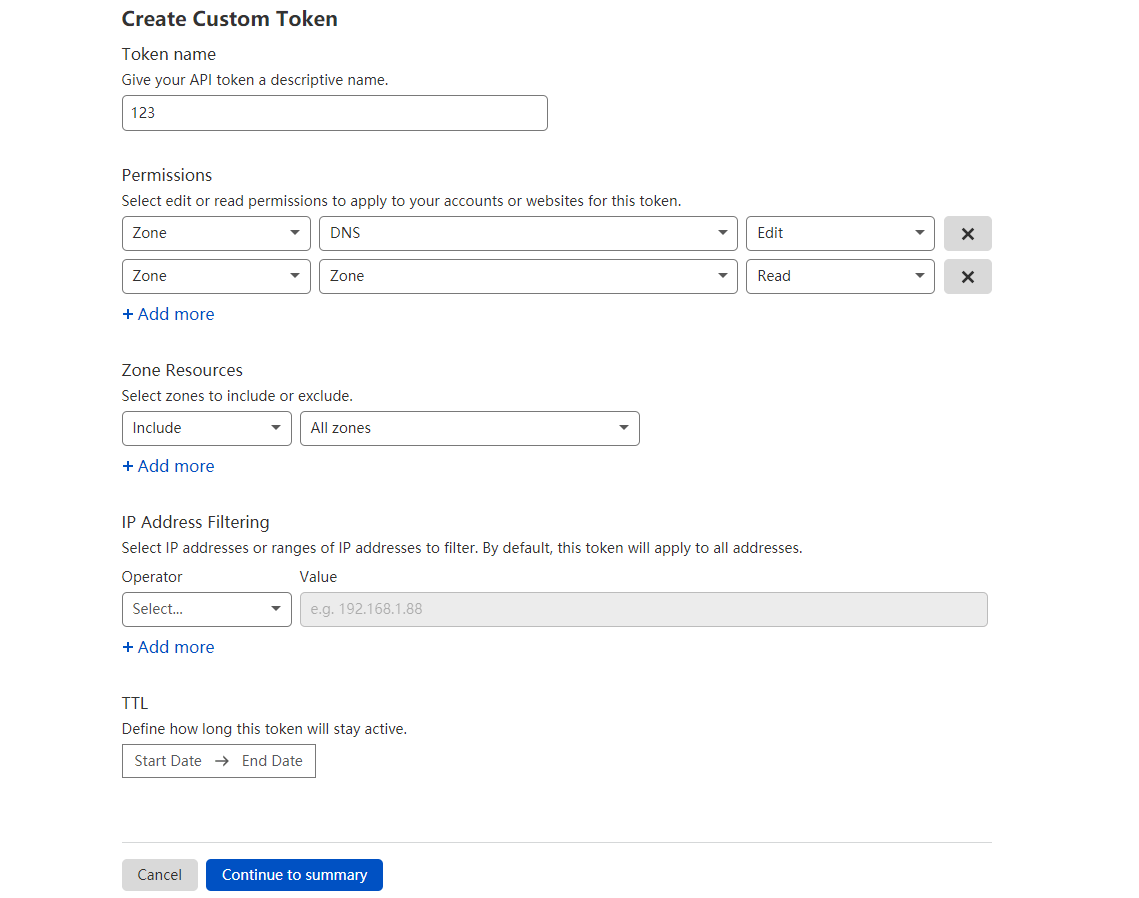 Create Custom Token
Token name
Give your API token a descriptive name.
123
Permissions
Select edit or read permissions to apply to your accounts or websites for this token.
Zone DNS Edit
Zone Zone Read
+ Add more
Zone Resources
Select zones to include or exclude.
Include All zones
+ Add more
IP Address Filtering
Select IP addresses or ranges of IP addresses to filter. By default, this token will apply to all addresses.
Operator Value
Select... e.g. 192.168.1.88
+ Add more
TTL
Define how long this token will stay active.
Start Date → End Date
Cancel Continue to summary